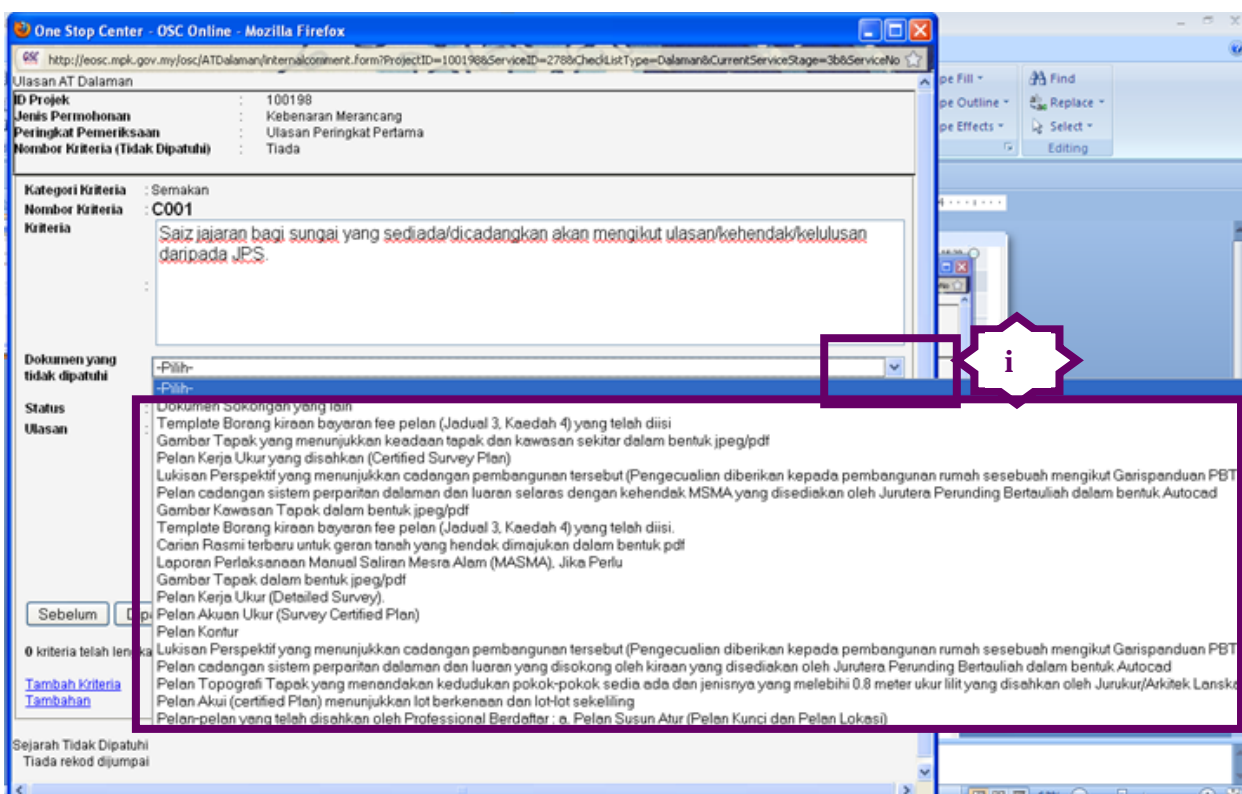 One Stop Center - OSC Online - Mozilla Firefox
http://eosc.mpk.gov.my/osc/ATDalaman/internalcomment.form?ProjectID=100198&ServiceID=278&CheckListType=Dalaman&CurrentServiceStage=3b&ServiceNo
Ulasan AT Dalaman
ID Projek : 100198
Jenis Permohonan : Kebenaran Merancang
Peringkat Pemeriksaan : Ulasan Peringkat Pertama
Nombor Kriteria (Tidak Dipatuhi) : Tiada
Kategori Kriteria : Semakan
Nombor Kriteria : C001
Kriteria : Saiz jajaran bagi sungai yang sediada/dicadangkan akan mengikut ulasan/kehendak/kelulusan
daripada JPS.
Dokumen yang
tidak dipatuhi
-Pilih-
-Pilih-
Status :
Ulasan :
Dokumen Sokongan yang lain
Template Borang kiraan bayaran fee pelan (Jadual 3, Kaedah 4) yang telah diisi
Gambar Tapak yang menunjukkan keadaan tapak dan kawasan sekitar dalam bentuk jpeg/pdf
Pelan Kerja Ukur yang disahkan (Certified Survey Plan)
Lukisan Perspektif yang menunjukkan cadangan pembangunan tersebut (Pengecualian diberikan kepada pembangunan rumah sesebuah mengikut Garispanduan PBT
Pelan cadangan sistem perparitan dalaman dan luaran selaras dengan kehendak MSMA yang disediakan oleh Jurutera Perunding Bertauliah dalam bentuk Autocad
Gambar Kawasan Tapak dalam bentuk jpeg/pdf
Template Borang kiraan bayaran fee pelan (Jadual 3, Kaedah 4) yang telah diisi.
Carian Rasmi terbaru untuk geran tanah yang hendak dimajukan dalam bentuk pdf
Laporan Perlaksanaan Manual Saliran Mesra Alam (MASMA), Jika Perlu
Gambar Tapak dalam bentuk jpeg/pdf
Pelan Kerja Ukur (Detailed Survey).
Pelan Akuan Ukur (Survey Certified Plan)
Pelan Kontur
Lukisan Perspektif yang menunjukkan cadangan pembangunan tersebut (Pengecualian diberikan kepada pembangunan rumah sesebuah mengikut Garispanduan PBT
Pelan cadangan sistem perparitan dalaman dan luaran yang disokong oleh kiraan yang disediakan oleh Jurutera Perunding Bertauliah dalam bentuk Autocad
Pelan Topografi Tapak yang menandakan kedudukan pokok-pokok sedia ada dan jenisnya yang melebihi 0.8 meter ukur lilit yang disahkan oleh Jurukur/Arkitek Lanska
Pelan Akui (certified Plan) menunjukkan lot berkenaan dan lot-lot sekeliling
Pelan-pelan yang telah disahkan oleh Professional Berdaftar : a. Pelan Susun Atur (Pelan Kunci dan Pelan Lokasi)
Sebelum
0 kriteria telah lengka
Tambah Kriteria
Tambahan
Sejarah Tidak Dipatuhi
Tiada rekod dijumpai
i
pe Fill
pe Outline
pe Effects
Find
Replace
Select
Editing